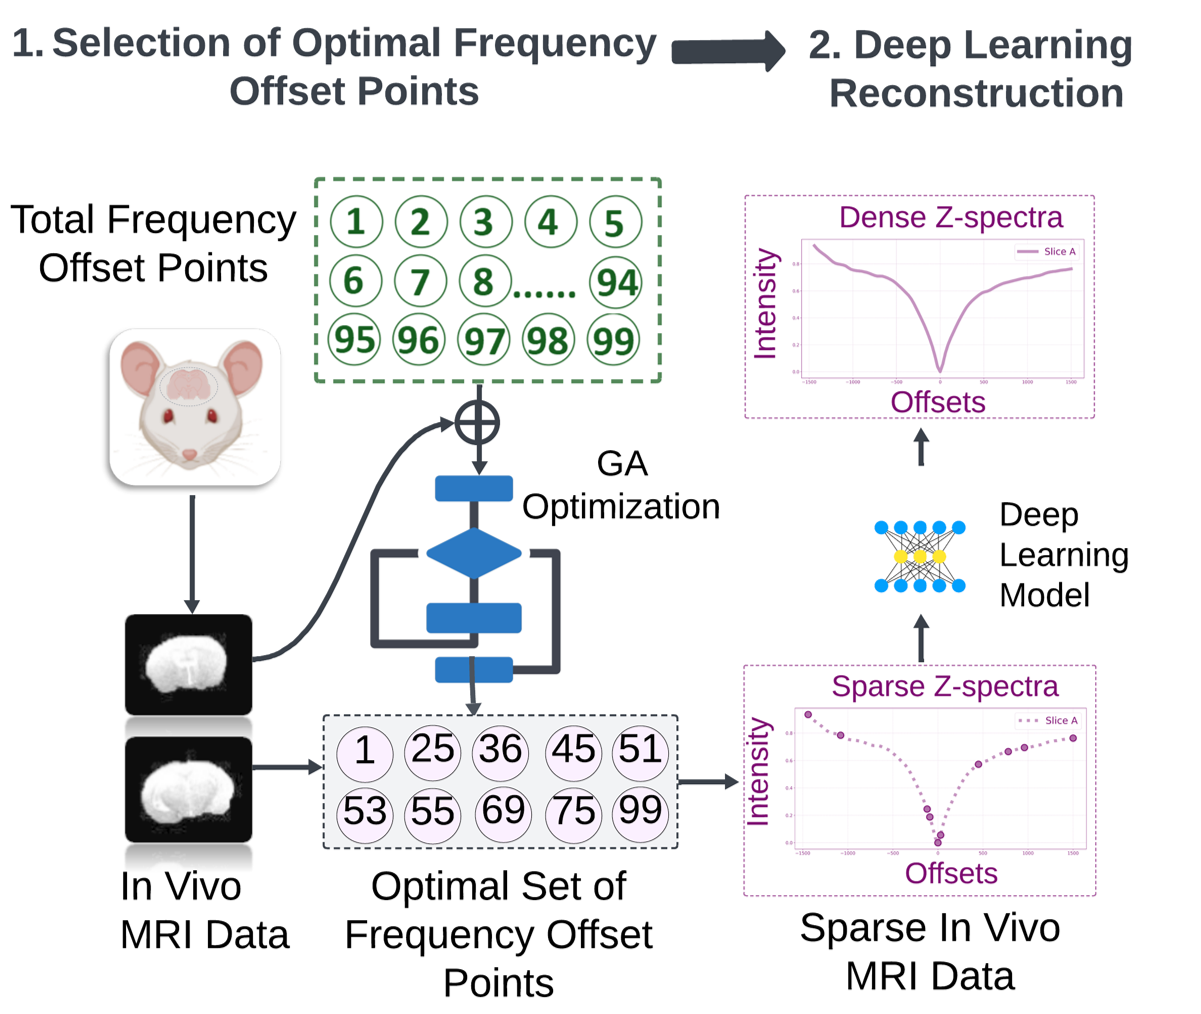 1. Selection of Optimal Frequency
Offset Points
2. Deep Learning
Reconstruction
Total Frequency
Offset Points
1 2 3 4 5
6 7 8 ...... 94
95 96 97 98 99
GA
Optimization
1 25 36 45 51
53 55 69 75 99
In Vivo
MRI Data
Optimal Set of
Frequency Offset
Points
Dense Z-spectra
Intensity
Slice A
0.8
0.6
0.4
0.2
0.0
−1500 −1000 −500 0 500 1000 1500
Offsets
Deep
Learning
Model
Sparse Z-spectra
Intensity
Slice A
0.8
0.6
0.4
0.2
0.0
−1500 −1000 −500 0 500 1000 1500
Offsets
Sparse In Vivo
MRI Data